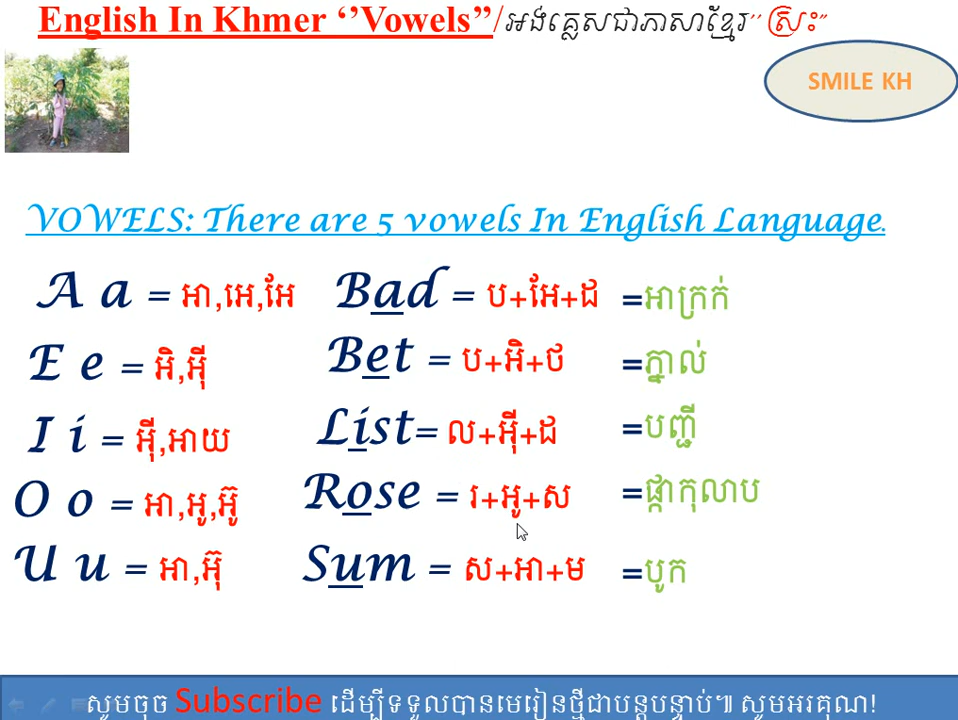 English In Khmer ‘’Vowels”/អង់គ្លេសជាភាសាខ្មែរ’’ ស្រះ”
SMILE KH
VOWELS: There are 5 vowels In English Language.
A a = អា,អេ,អែ Bad = ប+អែ+ដ =អាក្រក់
E e = អិ,អ៊ី Bet = ប+អិ+ថ =ភ្នាល់
I i = អ៊ី,អាយ List= ល+អ៊ី+ដ =បញ្ជី
O o = អា,អូ,អ៊ូ Rose = រ+អូ+ស =ផ្កាកុលាប
U u = អា,អ៊ុ Sum = ស+អា+ម =បូក
សូមចុច Subscribe ដើម្បីទទួលបានមេរៀនថ្មីជាបន្តបន្ទាប់៕ សូមអរគុណ!